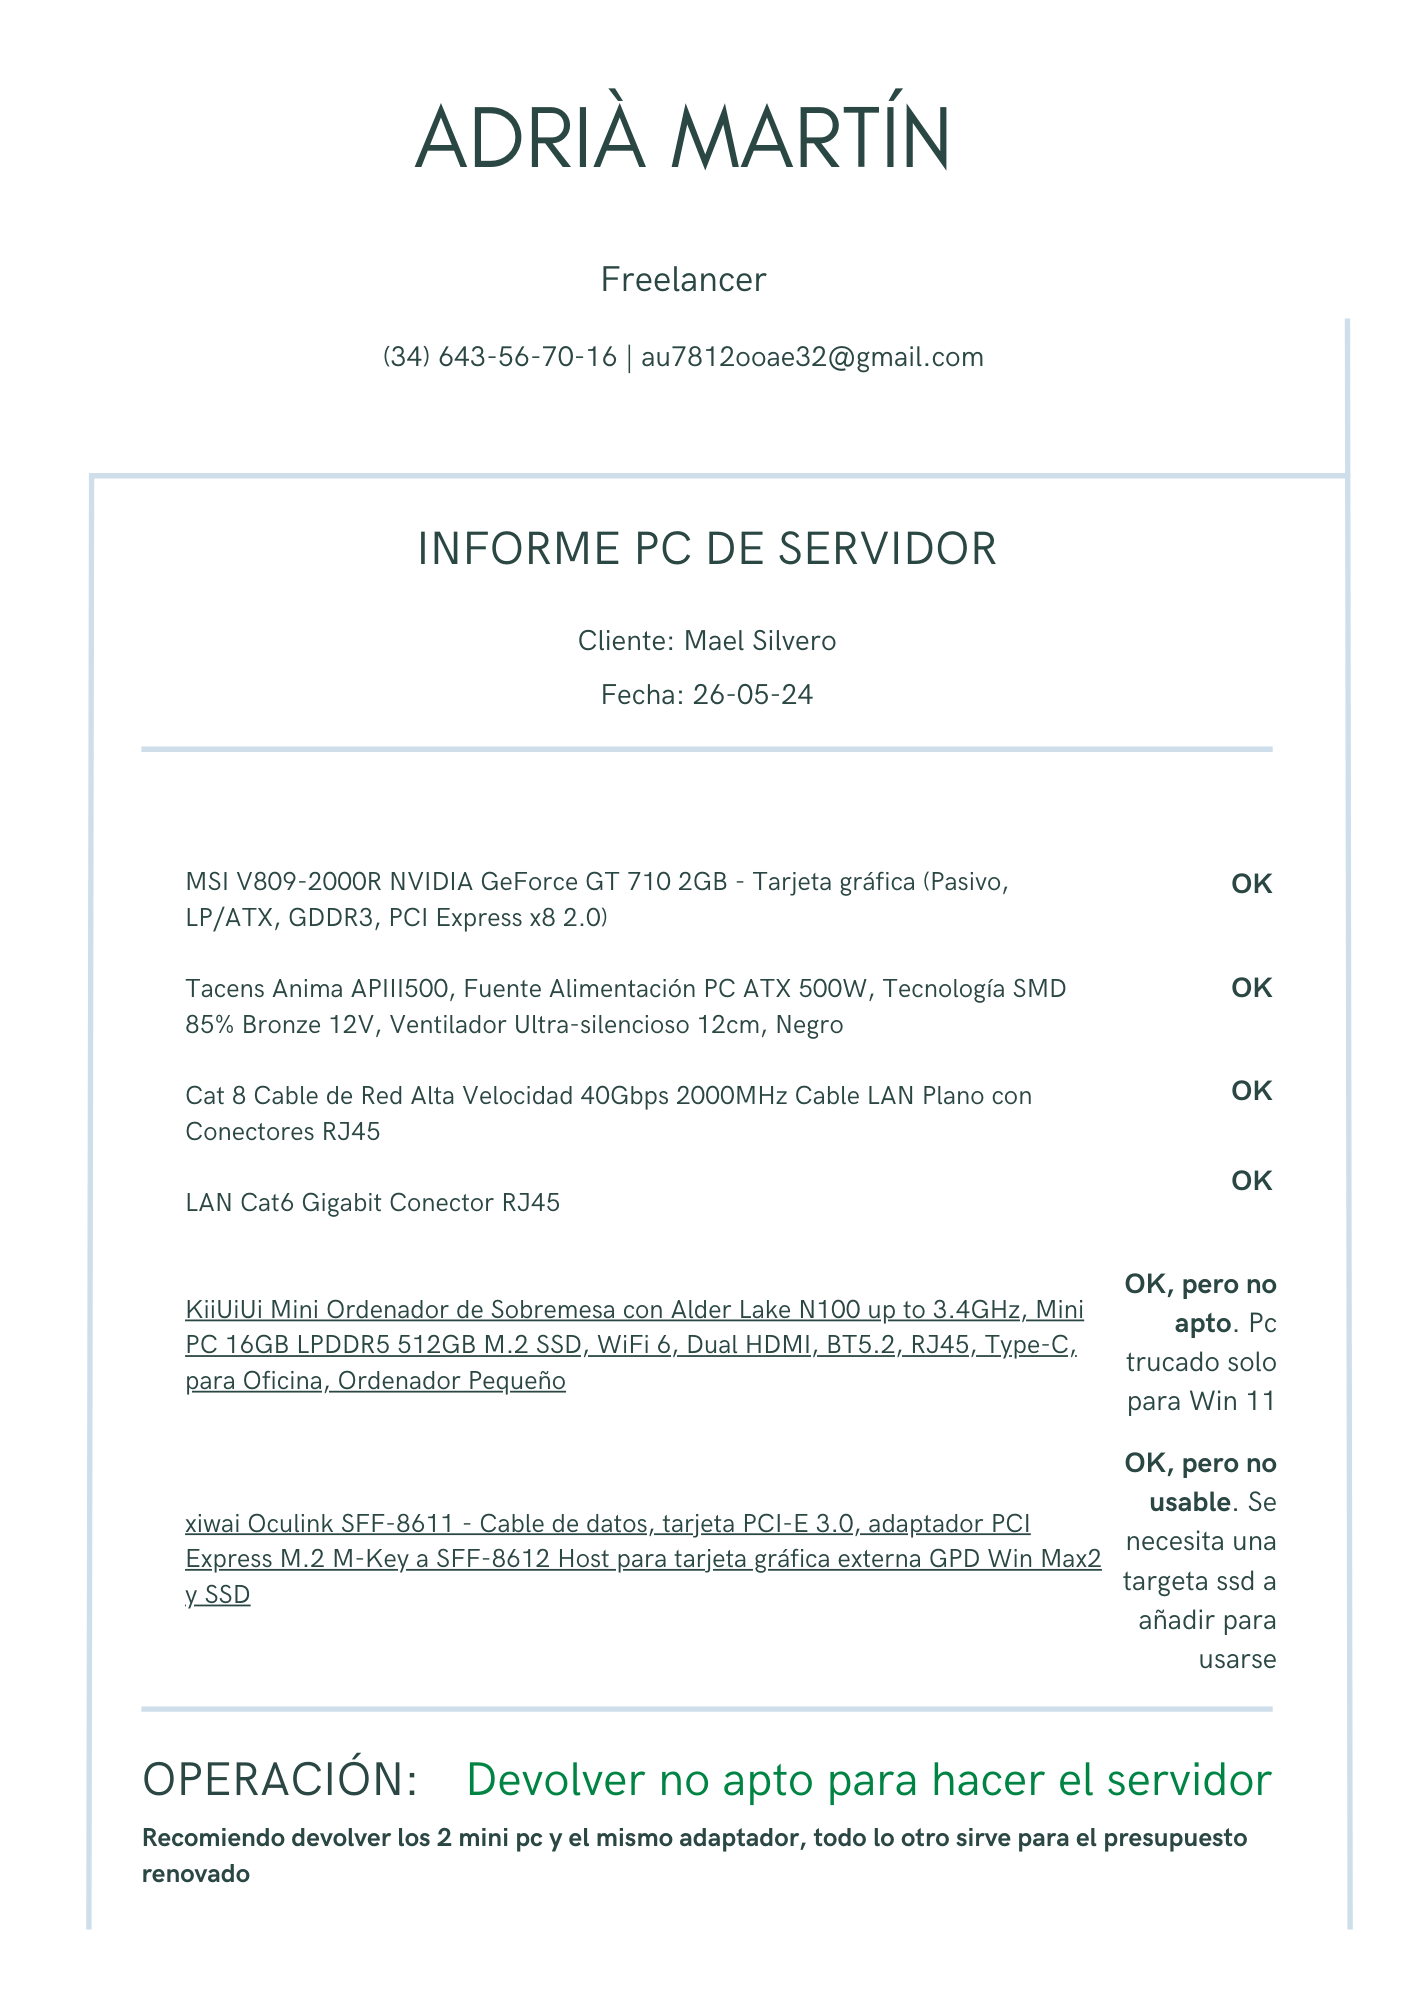 ADRIÀ MARTÍN
Freelancer
(34) 643-56-70-16 | au7812ooae32@gmail.com
INFORME PC DE SERVIDOR
Cliente: Mael Silvero
Fecha: 26-05-24
MSI V809-2000R NVIDIA GeForce GT 710 2GB - Tarjeta gráfica (Pasivo,
LP/ATX, GDDR3, PCI Express x8 2.0)
OK
Tacens Anima APIII500, Fuente Alimentación PC ATX 500W, Tecnología SMD
85% Bronze 12V, Ventilador Ultra-silencioso 12cm, Negro
OK
Cat 8 Cable de Red Alta Velocidad 40Gbps 2000MHz Cable LAN Plano con
Conectores RJ45
OK
LAN Cat6 Gigabit Conector RJ45
OK
KiiUiUi Mini Ordenador de Sobremesa con Alder Lake N100 up to 3.4GHz, Mini
PC 16GB LPDDR5 512GB M.2 SSD, WiFi 6, Dual HDMI, BT5.2, RJ45, Type-C,
para Oficina, Ordenador Pequeño
OK, pero no
apto. Pc
trucado solo
para Win 11
xiwai Oculink SFF-8611 - Cable de datos, tarjeta PCI-E 3.0, adaptador PCI
Express M.2 M-Key a SFF-8612 Host para tarjeta gráfica externa GPD Win Max2
y SSD
OK, pero no
usable. Se
necesita una
targeta ssd a
añadir para
usarse
OPERACIÓN: Devolver no apto para hacer el servidor
Recomiendo devolver los 2 mini pc y el mismo adaptador, todo lo otro sirve para el presupuesto
renovado